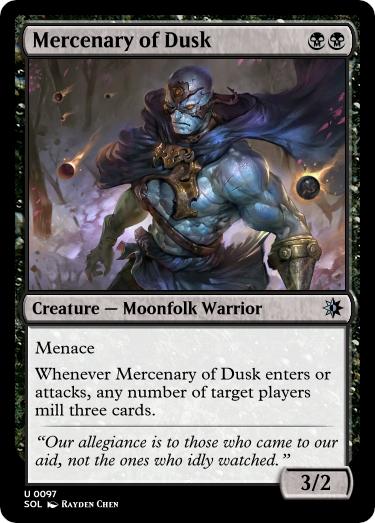 Mercenary of Dusk
Creature — Moonfolk Warrior
Menace
Whenever Mercenary of Dusk enters or
attacks, any number of target players
mill three cards.
“Our allegiance is to those who came to our
aid, not the ones who idly watched.”
3/2
U 0097
SOL Rayden Chen